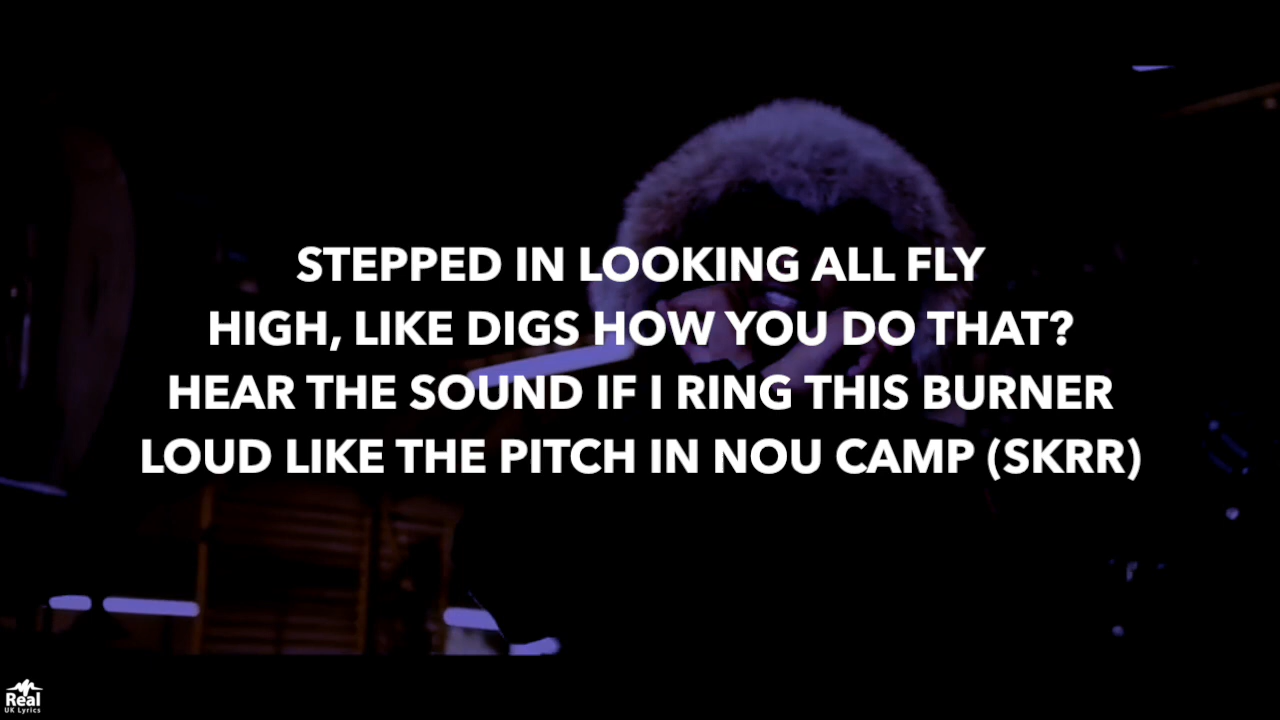 STEPPED IN LOOKING ALL FLY
HIGH, LIKE DIGS HOW YOU DO THAT?
HEAR THE SOUND IF I RING THIS BURNER
LOUD LIKE THE PITCH IN NOU CAMP (SKRR)
Real
UK Lyrics